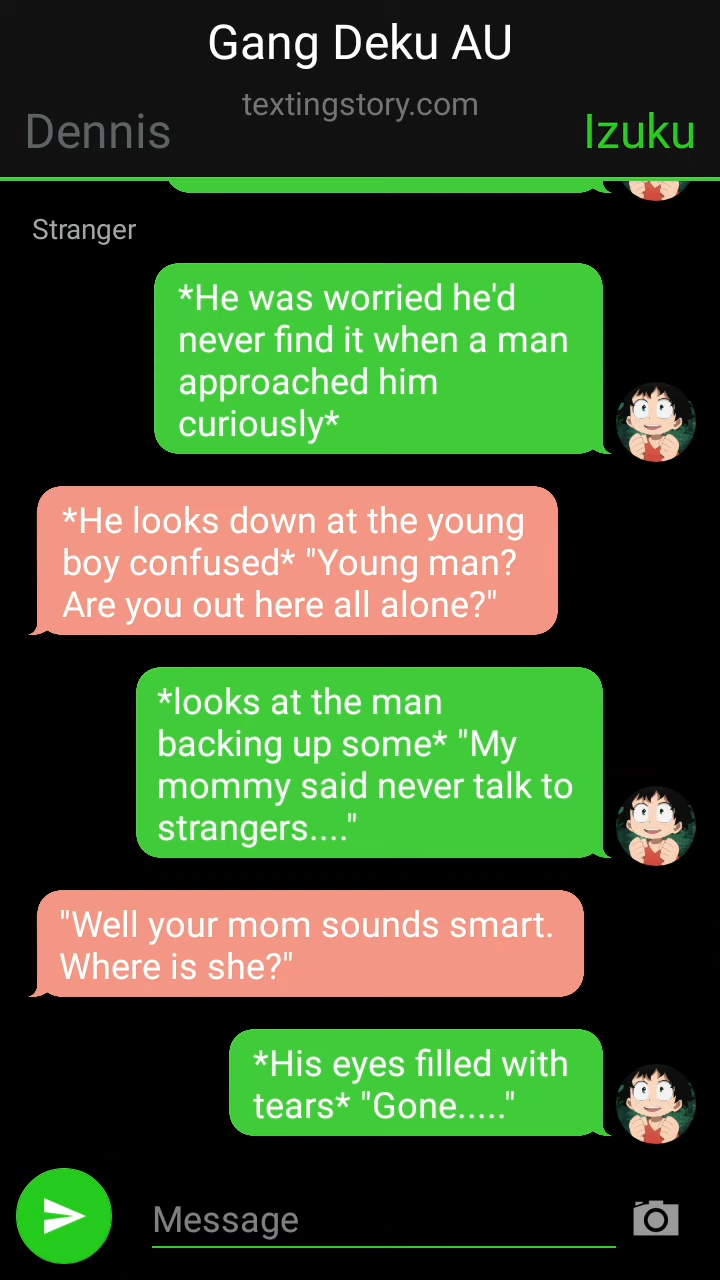 Gang Deku AU
textingstory.com
Dennis
Izuku
Stranger
*He was worried he'd
never find it when a man
approached him
curiously*
*He looks down at the young
boy confused* "Young man?
Are you out here all alone?"
*looks at the man
backing up some* "My
mommy said never talk to
strangers...."
"Well your mom sounds smart.
Where is she?"
*His eyes filled with
tears* "Gone....."
Message